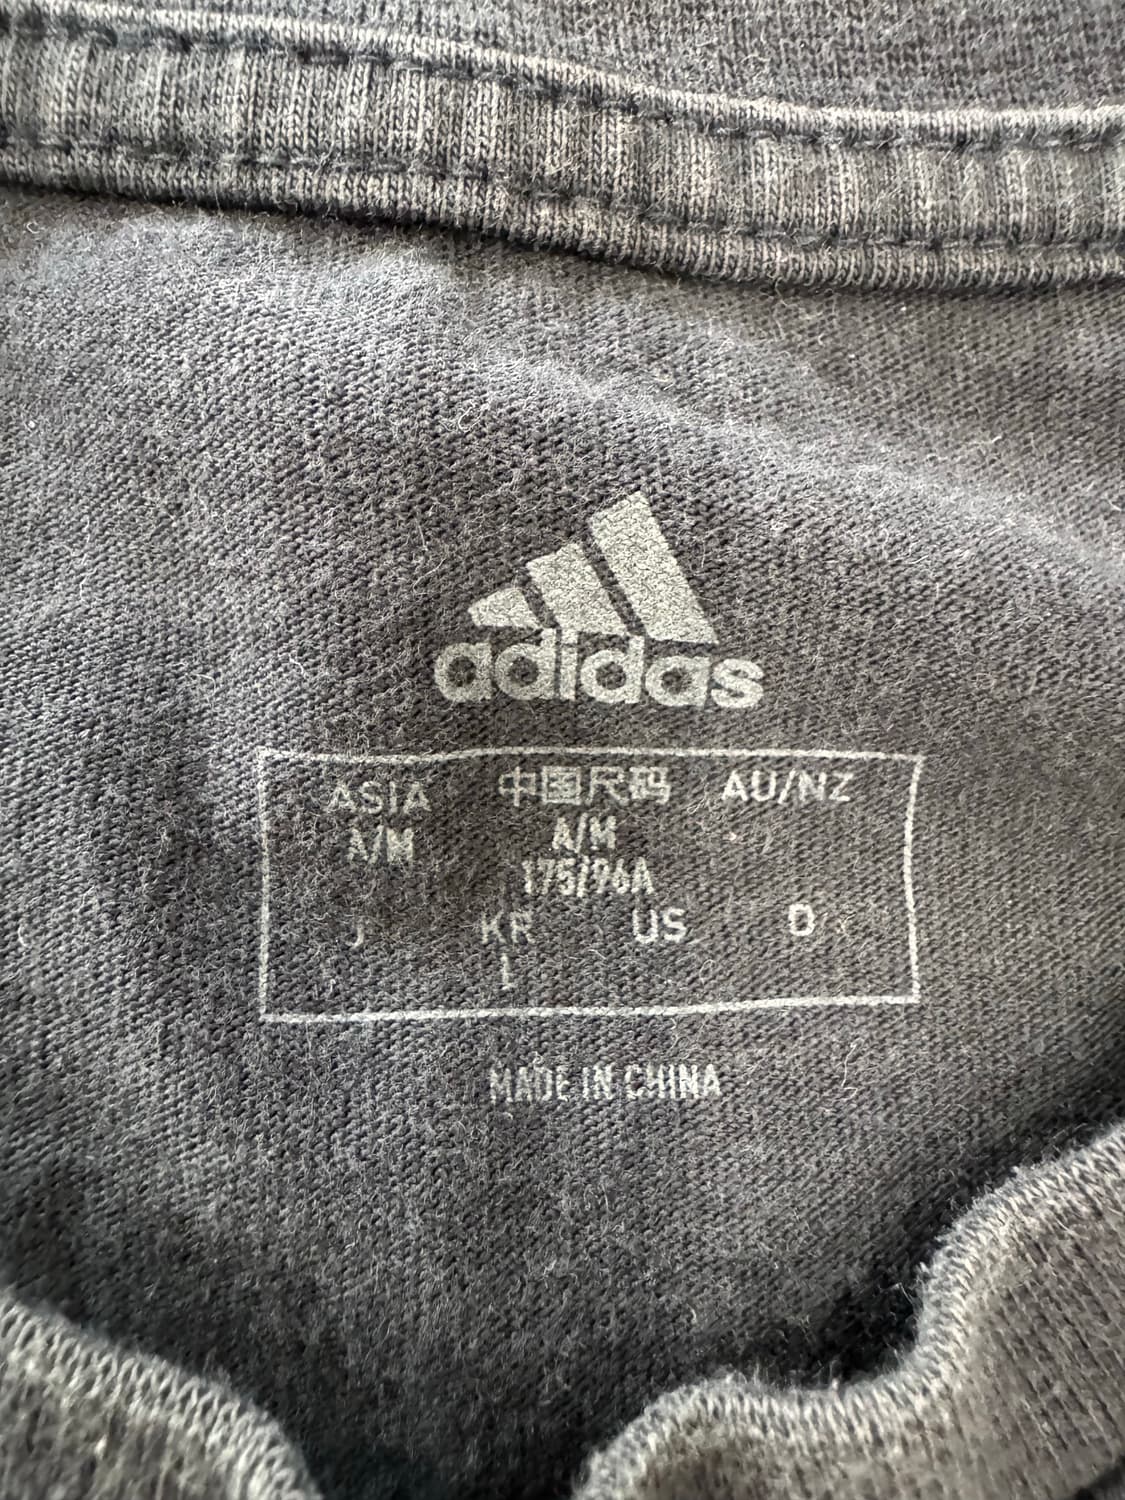 adidas
ASIA 中国尺码 AU/NZ
A/M A/M
175/96A
J KR US D
L
MADE IN CHINA